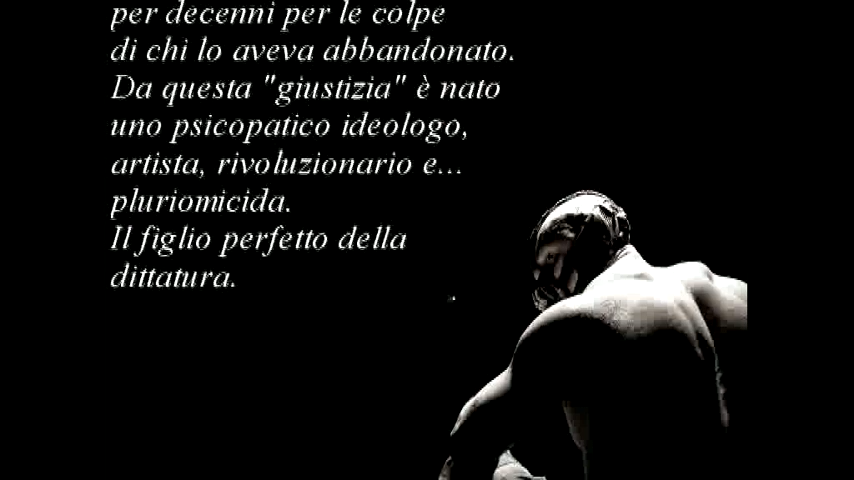 per decenni per le colpe
di chi lo aveva abbandonato.
Da questa "giustizia" è nato
uno psicopatico ideologo,
artista, rivoluzionario e...
pluriomicida.
Il figlio perfetto della
dittatura.